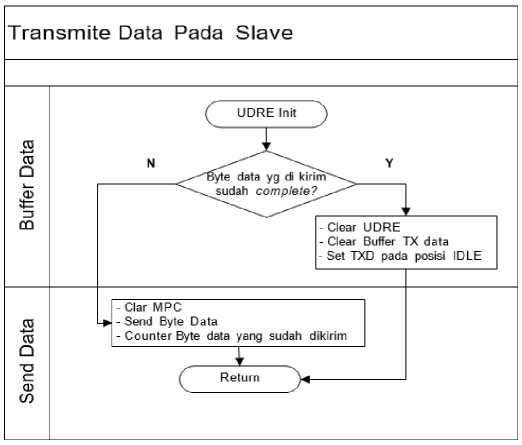 Transmite Data Pada Slave
Buffer Data
UDRE Init
N
Y
Byte data yg di kirim
sudah complete?
- Clear UDRE
- Clear Buffer TX data
- Set TXD pada posisi IDLE
Send Data
- Clar MPC
- Send Byte Data
- Counter Byte data yang sudah dikirim
Return